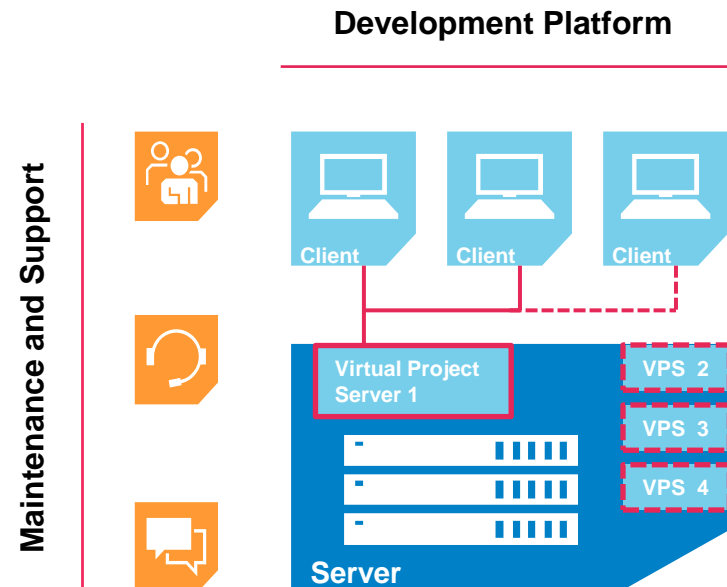 Development Platform
Maintenance and Support
Client
Client
Client
Virtual Project
Server 1
VPS 2
VPS 3
VPS 4
Server